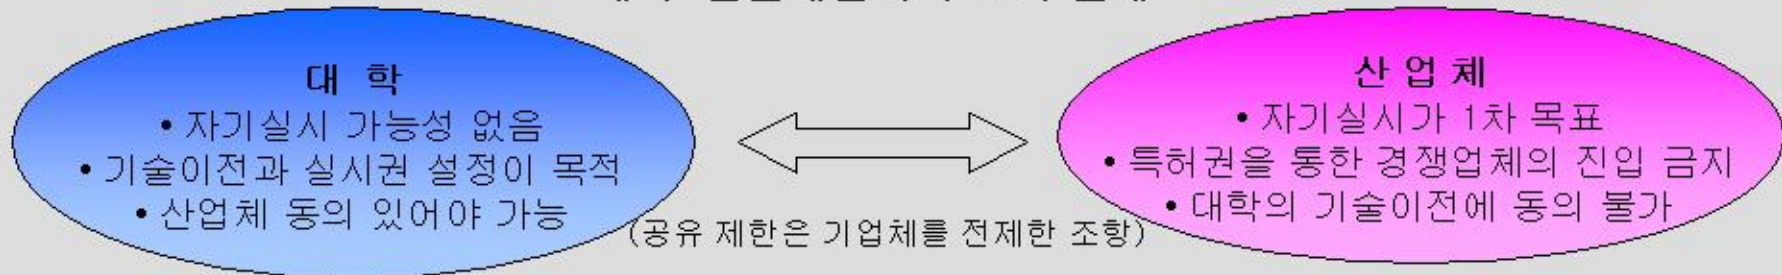 대 학
• 자기실시 가능성 없음
• 기술이전과 실시권 설정이 목적
• 산업체 동의 있어야 가능
(공유 제한은 기업체를 전제한 조항)
산 업 체
• 자기실시가 1차 목표
• 특허권을 통한 경쟁업체의 진입 금지
• 대학의 기술이전에 동의 불가